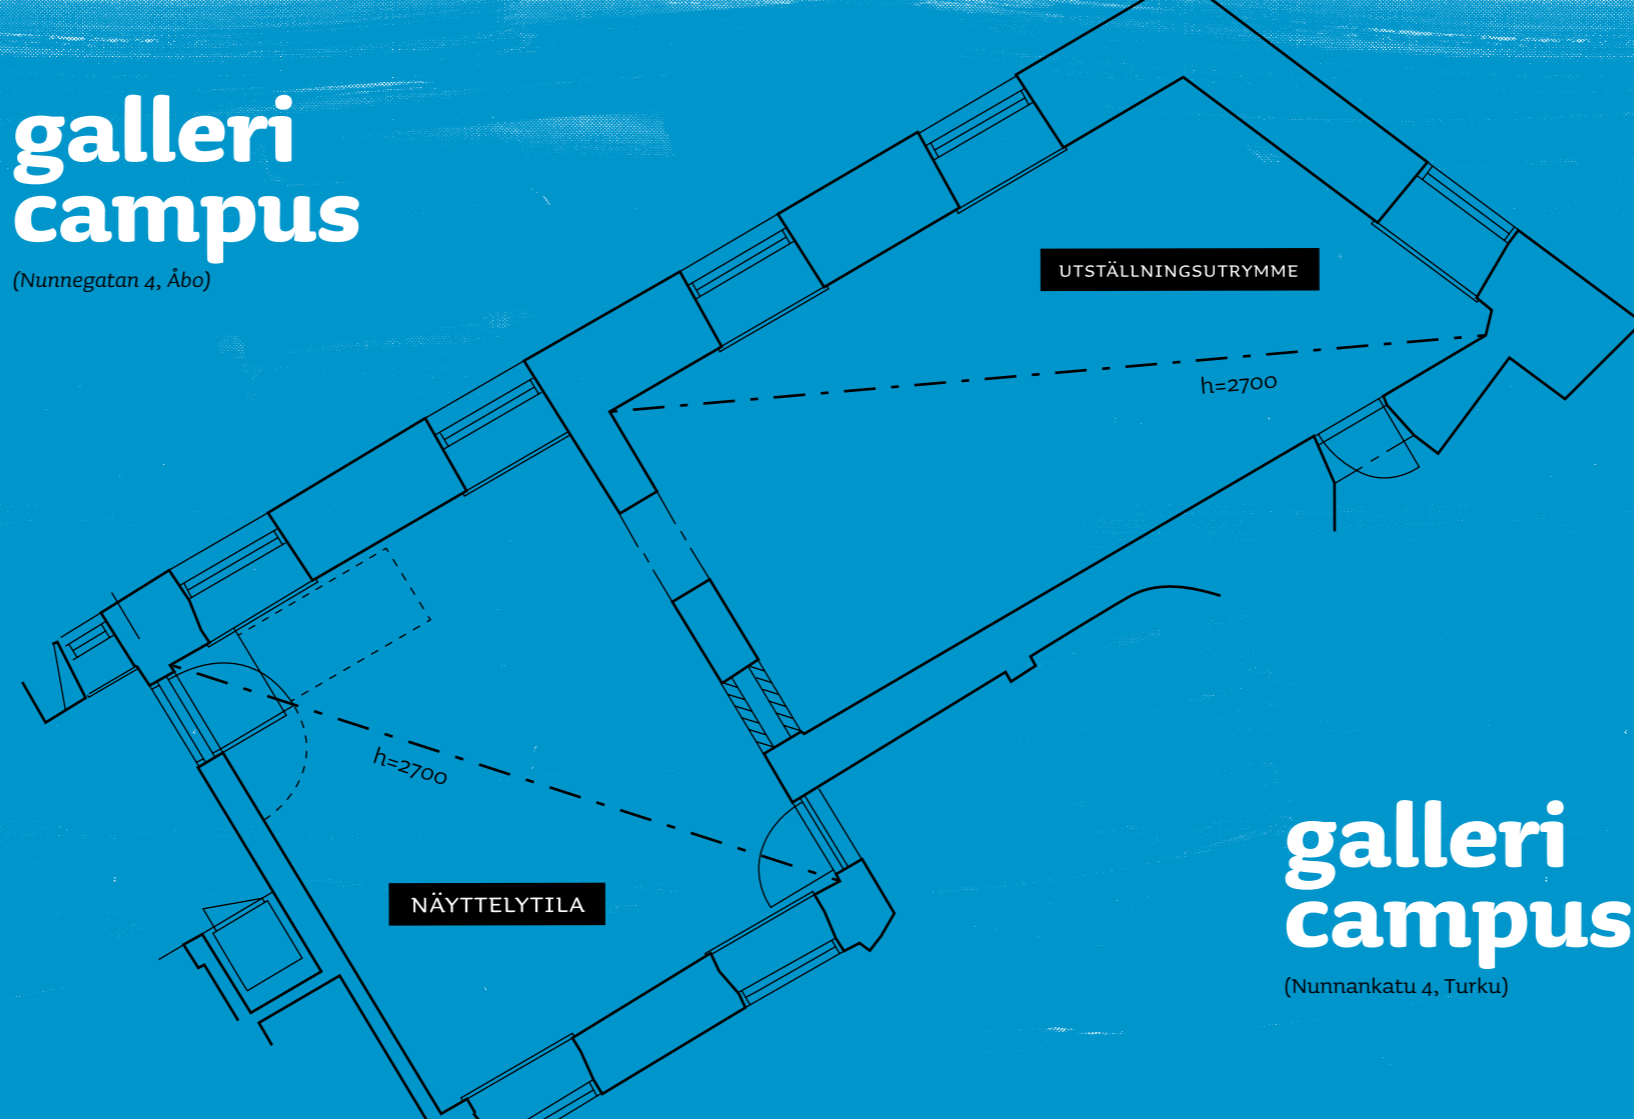 galleri
campus
(Nunnegatan 4, Åbo)
UTSTÄLLNINGSUTRYMME
h=2700
h=2700
NÄYTTELYTILA
galleri
campus
(Nunnankatu 4, Turku)